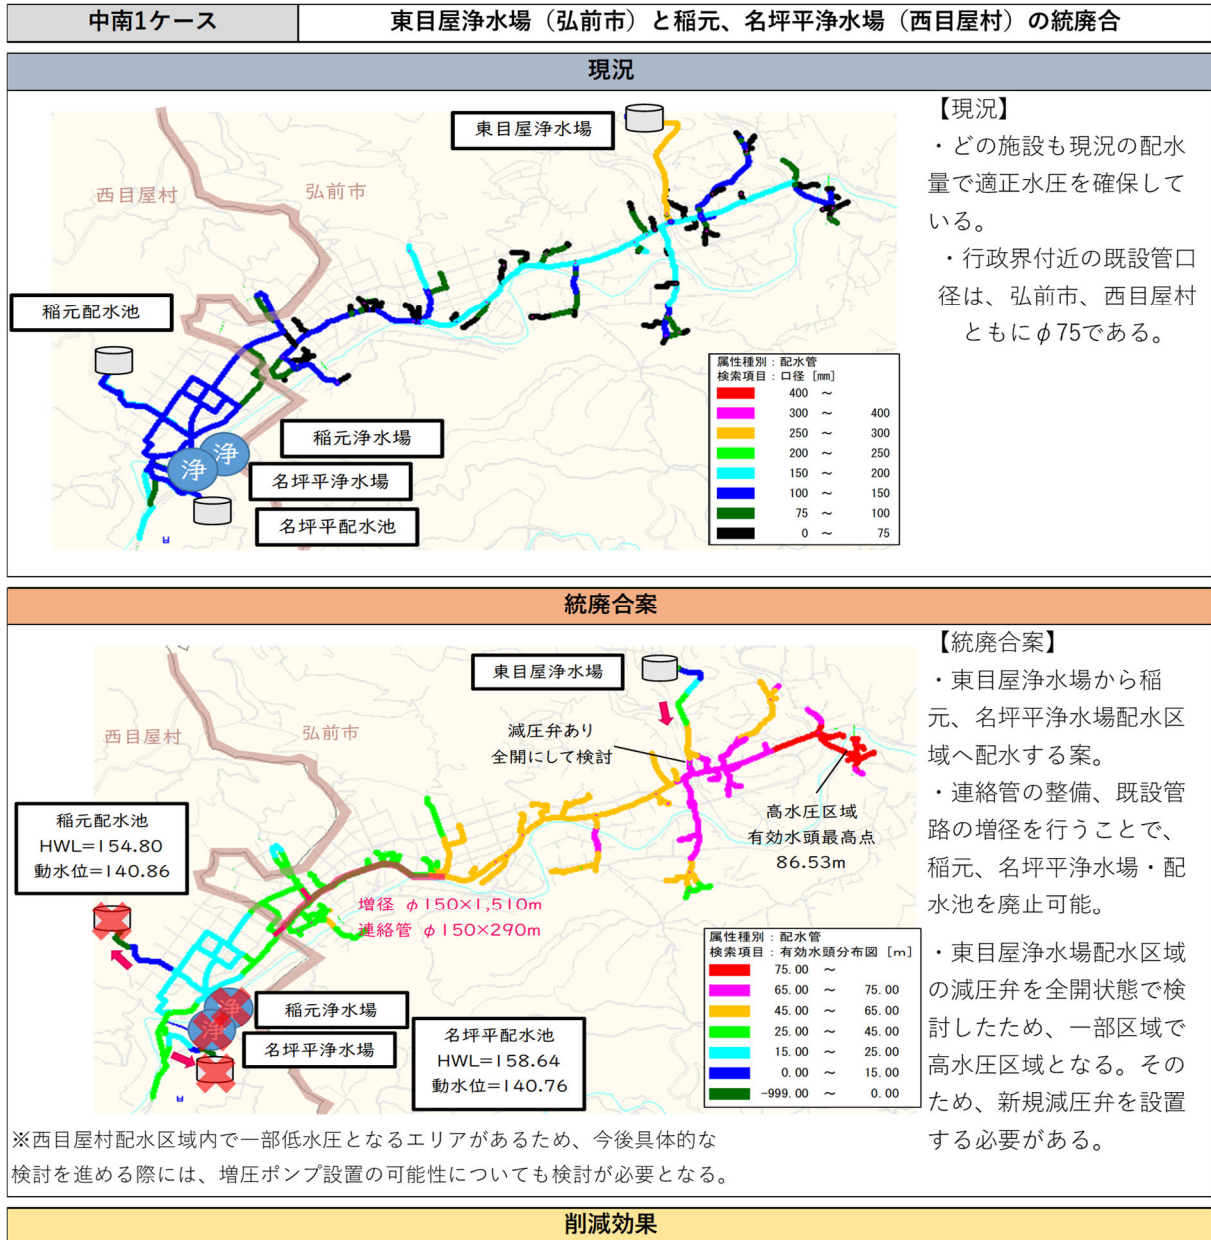 中南1ケース
東目屋浄水場（弘前市）と稲元、名坪平浄水場（西目屋村）の統廃合
現況
東目屋浄水場
西目屋村
弘前市
稲元配水池
稲元浄水場
浄
浄
名坪平浄水場
名坪平配水池
属性種別：配水管
検索項目：口径 [mm]
400 ～
300 ～ 400
250 ～ 300
200 ～ 250
150 ～ 200
100 ～ 150
75 ～ 100
0 ～ 75
【現況】
・どの施設も現況の配水
量で適正水圧を確保して
いる。
・行政界付近の既設管口
径は、弘前市、西目屋村
ともにφ75である。
統廃合案
東目屋浄水場
西目屋村
弘前市
減圧弁あり
全開にして検討
高水圧区域
有効水頭最高点
86.53m
稲元配水池
HWL=154.80
動水位=140.86
増径 φ150×1,510m
連絡管 φ150×290m
浄
浄
稲元浄水場
名坪平浄水場
名坪平配水池
HWL=158.64
動水位=140.76
属性種別：配水管
検索項目：有効水頭分布図 [m]
75.00 ～
65.00 ～ 75.00
45.00 ～ 65.00
25.00 ～ 45.00
15.00 ～ 25.00
0.00 ～ 15.00
-999.00 ～ 0.00
【統廃合案】
・東目屋浄水場から稲
元、名坪平浄水場配水区
域へ配水する案。
・連絡管の整備、既設管
路の増径を行うことで、
稲元、名坪平浄水場・配
水池を廃止可能。
・東目屋浄水場配水区域
の減圧弁を全開状態で検
討したため、一部区域で
高水圧区域となる。その
ため、新規減圧弁を設置
する必要がある。
※西目屋村配水区域内で一部低水圧となるエリアがあるため、今後具体的な
検討を進める際には、増圧ポンプ設置の可能性についても検討が必要となる。
削減効果